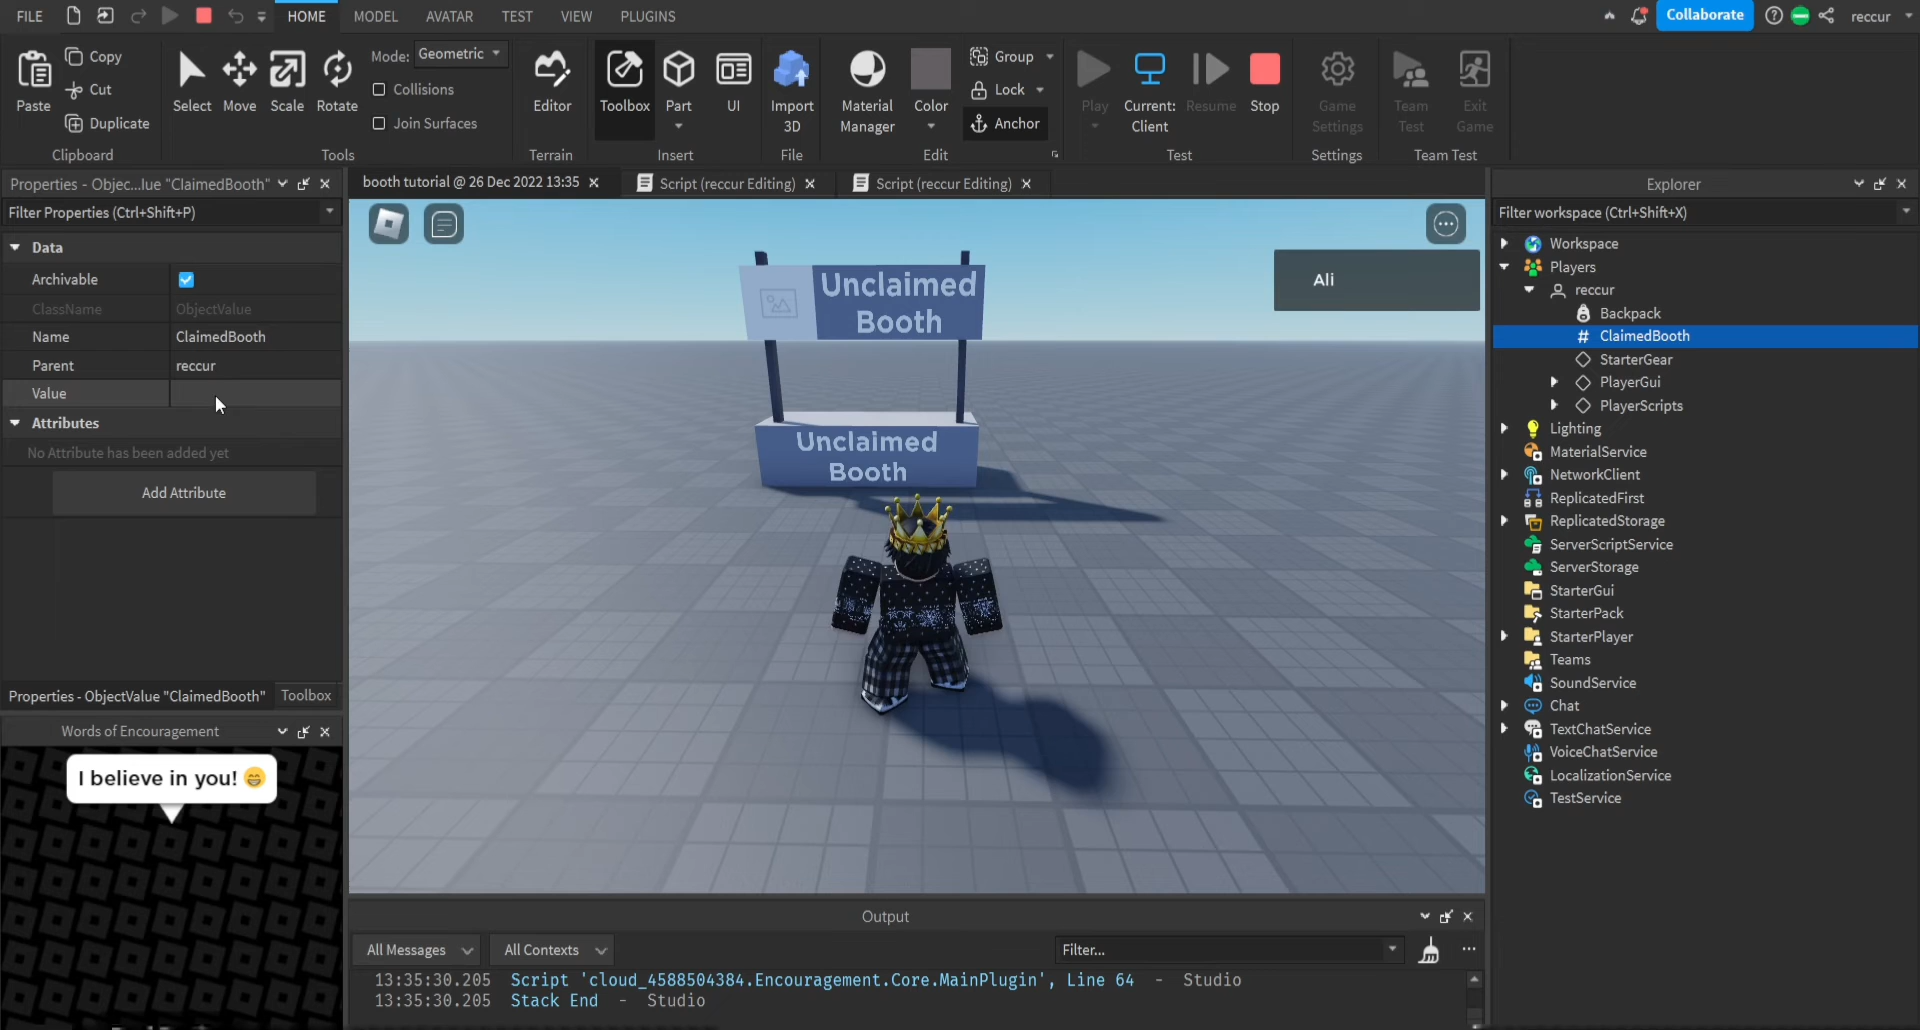 FILE
HOME
MODEL
AVATAR
TEST
VIEW
PLUGINS
Collaborate
reccur
Paste
Copy
Cut
Duplicate
Clipboard
Select
Move
Scale
Rotate
Mode:
Geometric
Collisions
Join Surfaces
Tools
Editor
Terrain
Toolbox
Part
UI
Insert
Import
3D
File
Material
Manager
Color
Group
Lock
Anchor
Edit
Play
Current:
Client
Resume
Stop
Test
Game
Settings
Settings
Team
Test
Exit
Game
Team Test
Properties - Objec...lue "ClaimedBooth"
Filter Properties (Ctrl+Shift+P)
Data
Archivable
ClassName
ObjectValue
Name
ClaimedBooth
Parent
reccur
Value
Attributes
No Attribute has been added yet
Add Attribute
Properties - ObjectValue "ClaimedBooth"
Toolbox
Words of Encouragement
I believe in you! 😄
booth tutorial @ 26 Dec 2022 13:35
Script (reccur Editing)
Script (reccur Editing)
Unclaimed
Booth
Unclaimed
Booth
Ali
Output
All Messages
All Contexts
Filter...
13:35:30.205 Script 'cloud_4588504384.Encouragement.Core.MainPlugin', Line 64 - Studio
13:35:30.205 Stack End - Studio
Explorer
Filter workspace (Ctrl+Shift+X)
Workspace
Players
reccur
Backpack
# ClaimedBooth
StarterGear
PlayerGui
PlayerScripts
Lighting
MaterialService
NetworkClient
ReplicatedFirst
ReplicatedStorage
ServerScriptService
ServerStorage
StarterGui
StarterPack
StarterPlayer
Teams
SoundService
Chat
TextChatService
VoiceChatService
LocalizationService
TestService